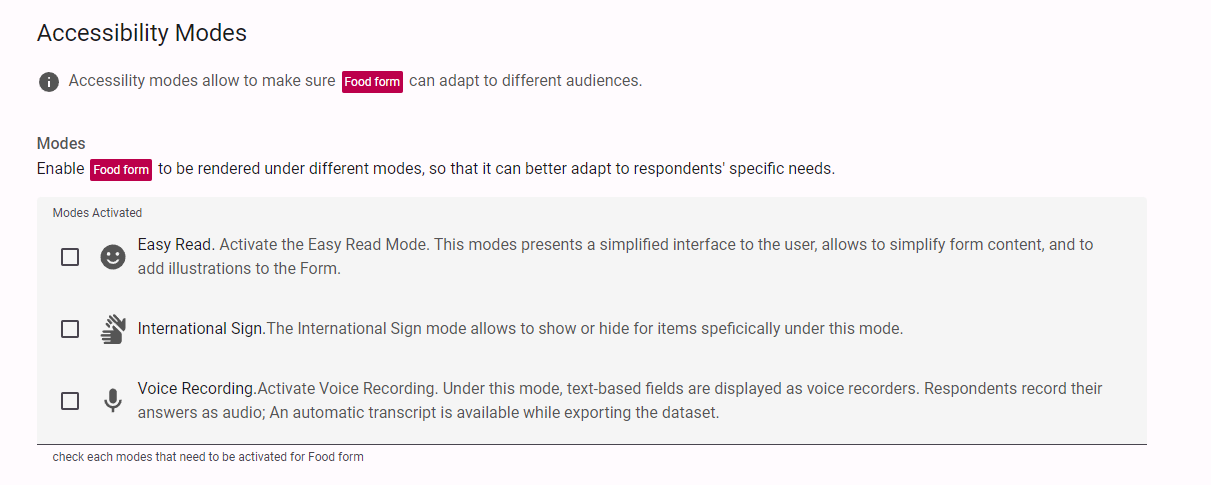 Accessibility Modes
Accessility modes allow to make sure Food form can adapt to different audiences.
Modes
Enable Food form to be rendered under different modes, so that it can better adapt to respondents' specific needs.
Modes Activated
Easy Read. Activate the Easy Read Mode. This modes presents a simplified interface to the user, allows to simplify form content, and to
add illustrations to the Form.
International Sign.The International Sign mode allows to show or hide for items speficically under this mode.
Voice Recording.Activate Voice Recording. Under this mode, text-based fields are displayed as voice recorders. Respondents record their
answers as audio; An automatic transcript is available while exporting the dataset.
check each modes that need to be activated for Food form